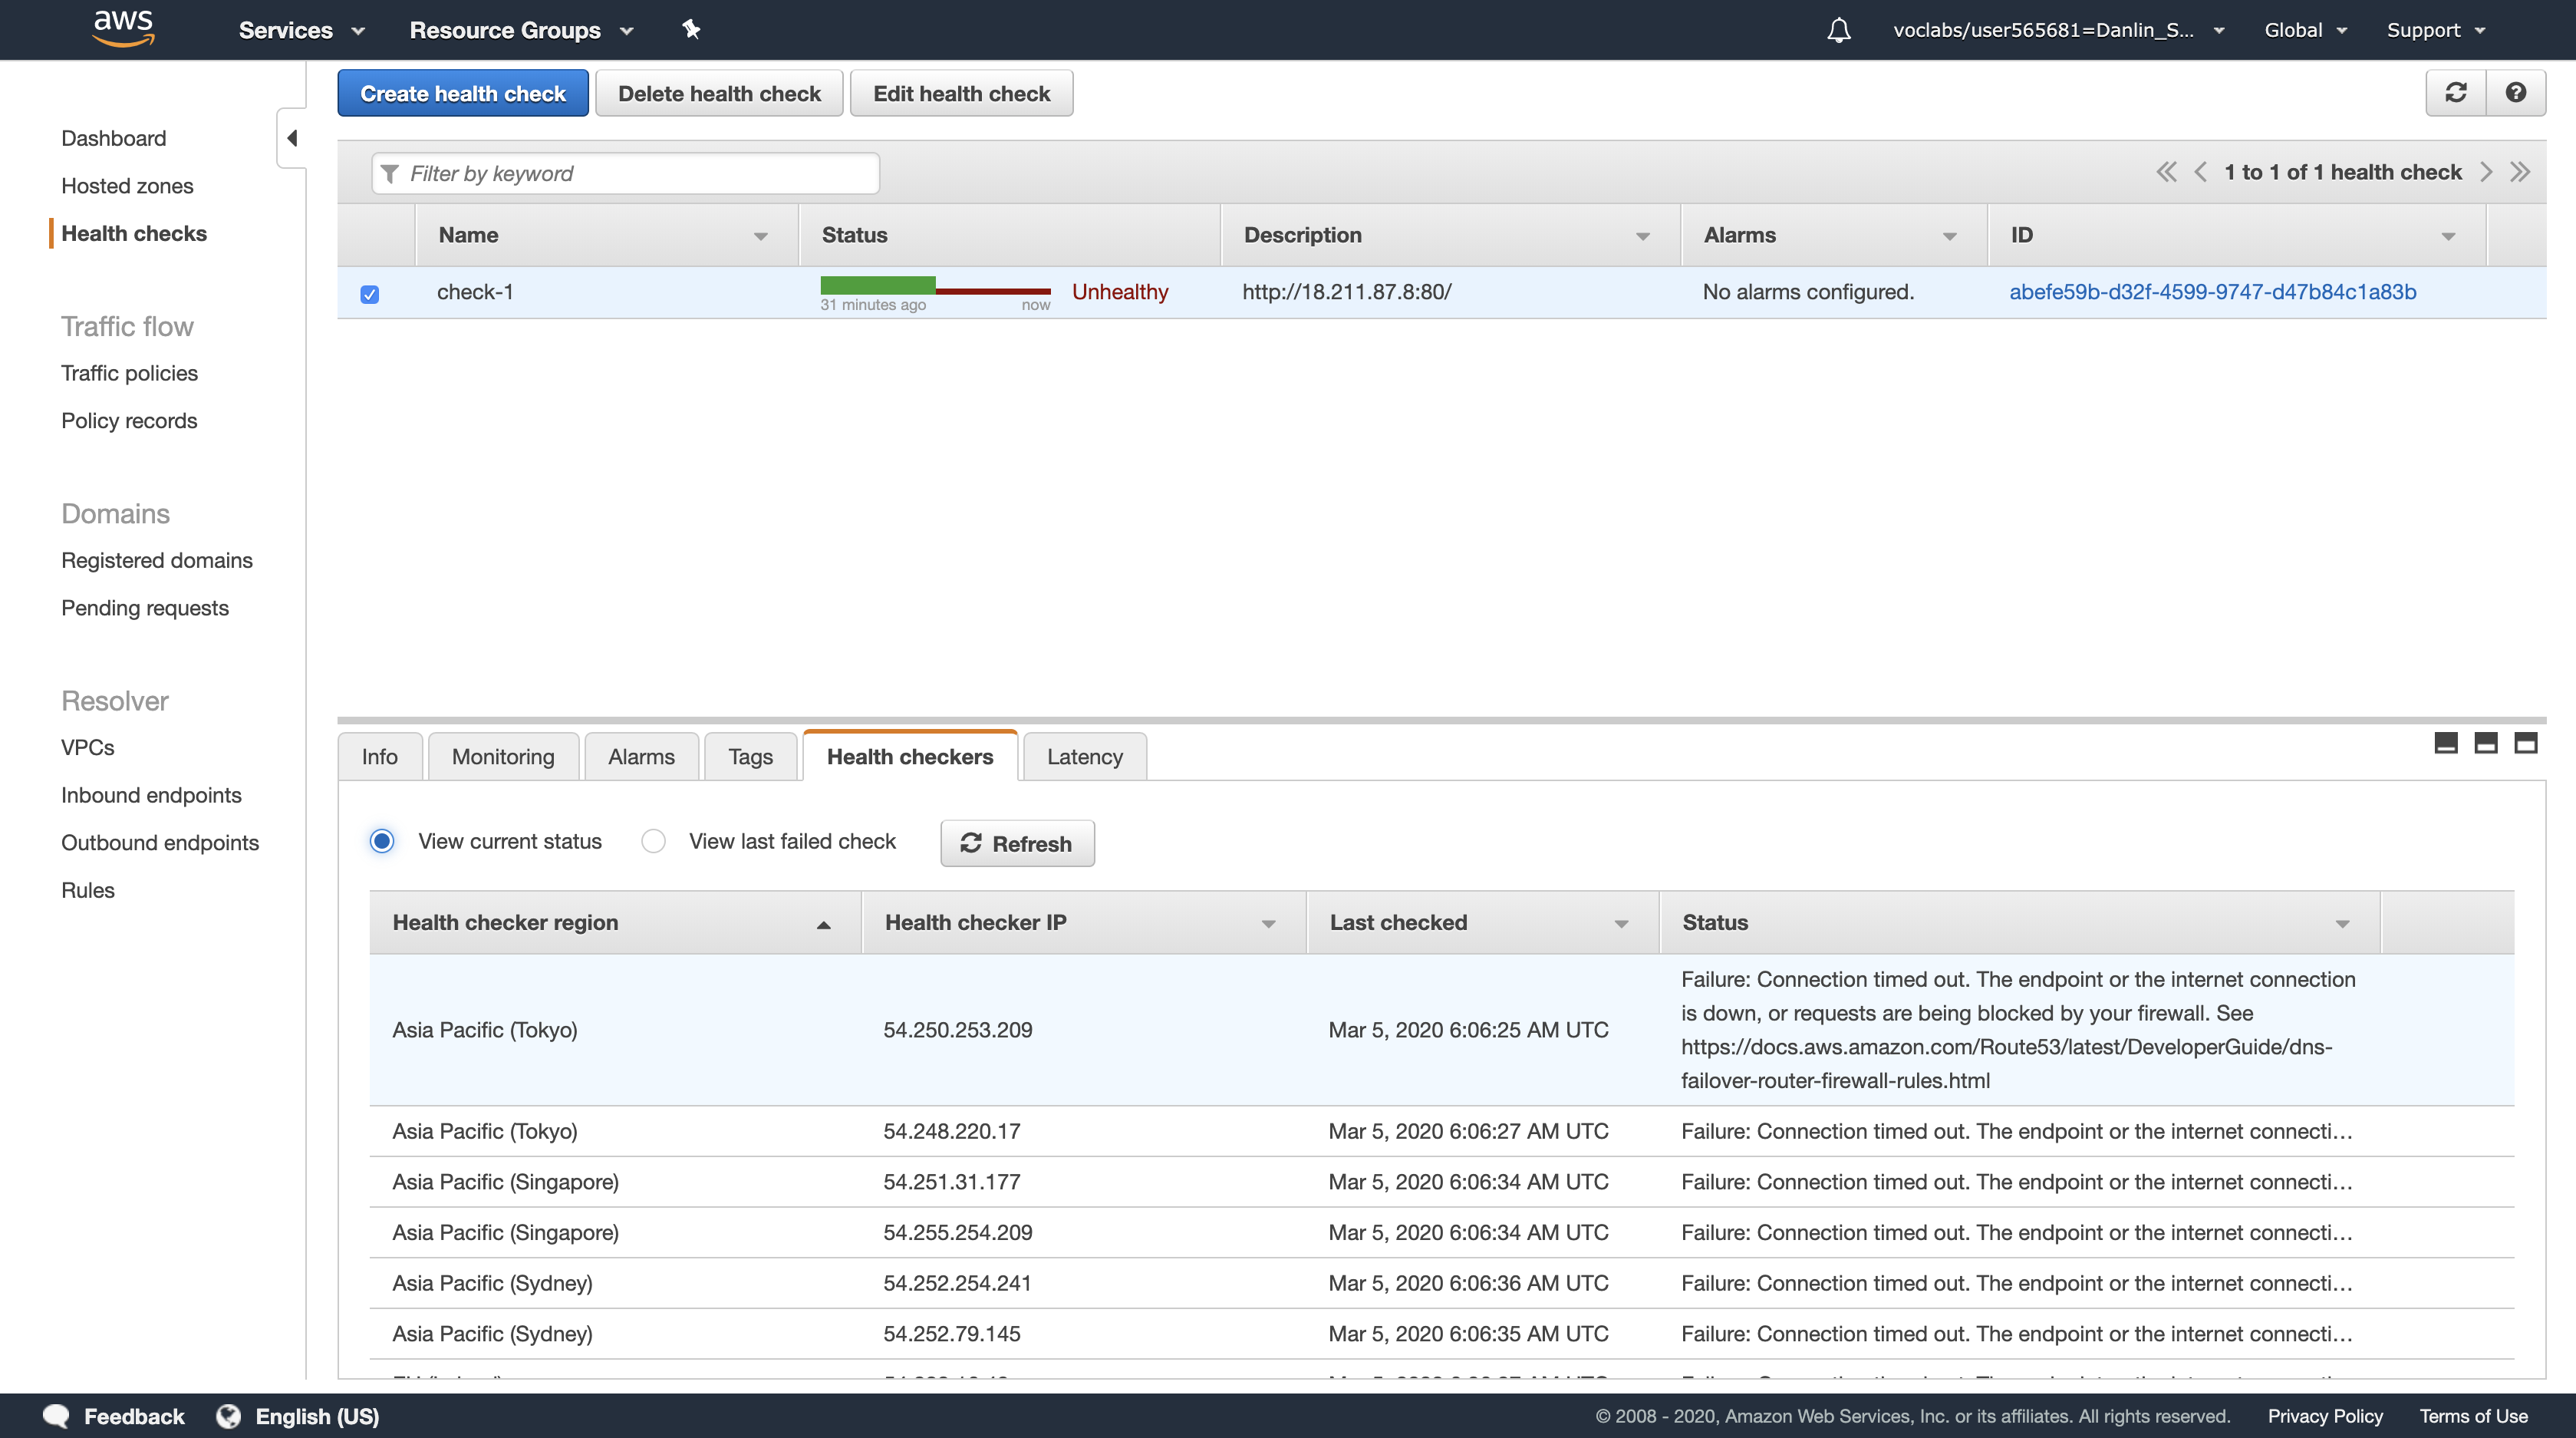 aws
Services
Resource Groups
voclabs/user565681=Danlin_S...
Global
Support
Create health check
Delete health check
Edit health check
Dashboard
Hosted zones
Health checks
Traffic flow
Traffic policies
Policy records
Domains
Registered domains
Pending requests
Resolver
VPCs
Inbound endpoints
Outbound endpoints
Rules
Filter by keyword
1 to 1 of 1 health check
Name Status Description Alarms ID
check-1 Unhealthy http://18.211.87.8:80/ No alarms configured. abefe59b-d32f-4599-9747-d47b84c1a83b
31 minutes ago now
Info Monitoring Alarms Tags Health checkers Latency
View current status View last failed check Refresh
Health checker region Health checker IP Last checked Status
Asia Pacific (Tokyo) 54.250.253.209 Mar 5, 2020 6:06:25 AM UTC
Failure: Connection timed out. The endpoint or the internet connection
is down, or requests are being blocked by your firewall. See
https://docs.aws.amazon.com/Route53/latest/DeveloperGuide/dns-
failover-router-firewall-rules.html
Asia Pacific (Tokyo) 54.248.220.17 Mar 5, 2020 6:06:27 AM UTC Failure: Connection timed out. The endpoint or the internet connecti...
Asia Pacific (Singapore) 54.251.31.177 Mar 5, 2020 6:06:34 AM UTC Failure: Connection timed out. The endpoint or the internet connecti...
Asia Pacific (Singapore) 54.255.254.209 Mar 5, 2020 6:06:34 AM UTC Failure: Connection timed out. The endpoint or the internet connecti...
Asia Pacific (Sydney) 54.252.254.241 Mar 5, 2020 6:06:36 AM UTC Failure: Connection timed out. The endpoint or the internet connecti...
Asia Pacific (Sydney) 54.252.79.145 Mar 5, 2020 6:06:35 AM UTC Failure: Connection timed out. The endpoint or the internet connecti...
Feedback
English (US)
© 2008 - 2020, Amazon Web Services, Inc. or its affiliates. All rights reserved.
Privacy Policy
Terms of Use